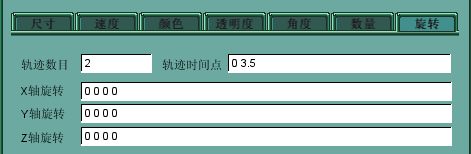 尺寸 速度 颜色 透明度 角度 数量 旋转
轨迹数目 2 轨迹时间点 0 3.5
X轴旋转 0 0 0 0
Y轴旋转 0 0 0 0
Z轴旋转 0 0 0 0